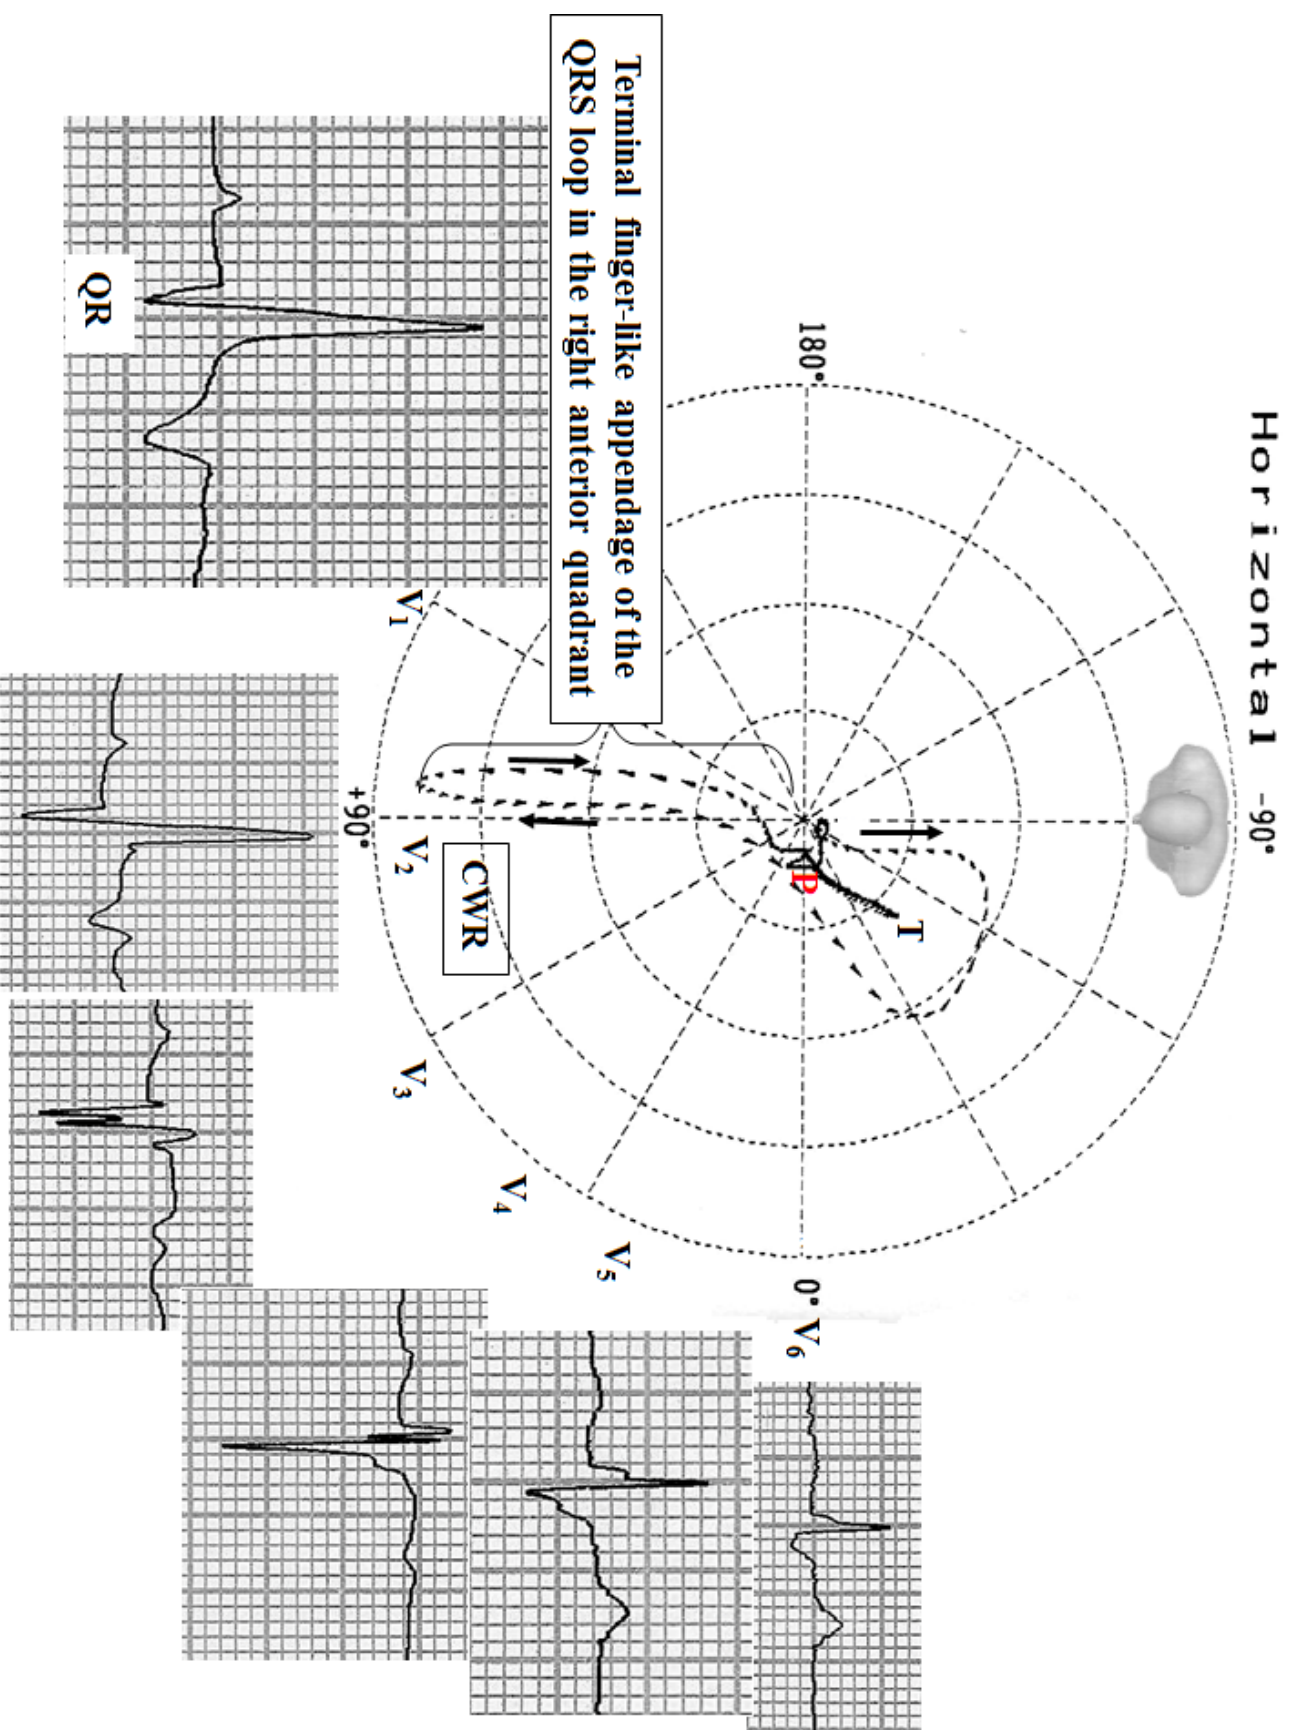 Horizontal
-90°
180°
Terminal finger-like appendage of the
QRS loop in the right anterior quadrant
T
P
0°
V6
V5
V4
V3
V2
V1
+90°
CWR
QR